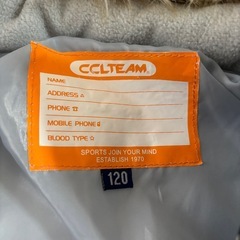 CCLTEAM®
NAME
ADDRESS
PHONE
MOBILE PHONE
BLOOD TYPE
SPORTS JOIN YOUR MIND
ESTABLISH 1970
120